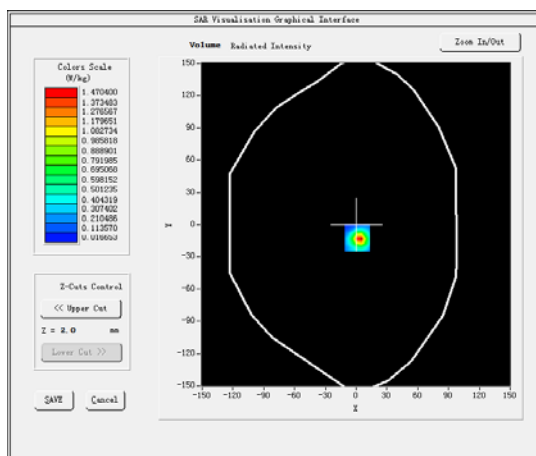 SAR Visualisation Graphical Interface
Volume Radiated Intensity
Zoom In/Out
Colors Scale
(W/kg)
1.470400
1.373483
1.276567
1.179651
1.082734
0.985818
0.888901
0.791985
0.695068
0.598152
0.501235
0.404319
0.307402
0.210486
0.113570
0.016653
Z-Cuts Control
<< Upper Cut
Z = 2.0 mm
Lower Cut >>
SAVE Cancel
150
120
90
60
30
0
-30
-60
-90
-120
-150
Y
-150 -120 -90 -60 -30 0 30 60 90 120 150
X